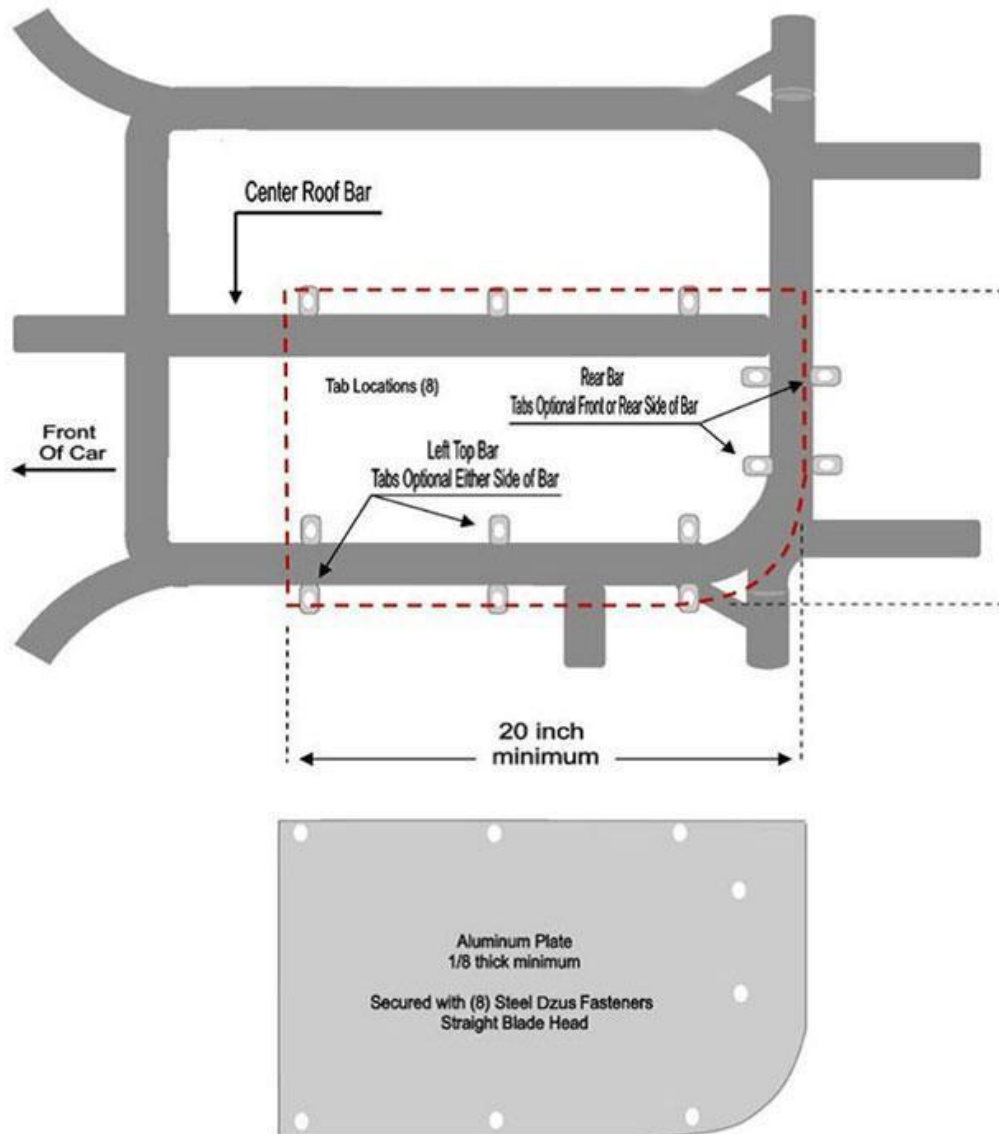 Center Roof Bar
Tab Locations (8)
Rear Bar
Tabs Optional Front or Rear Side of Bar
Front
Of Car
Left Top Bar
Tabs Optional Either Side of Bar
20 inch
minimum
Aluminum Plate
1/8 thick minimum
Secured with (8) Steel Dzus Fasteners
Straight Blade Head